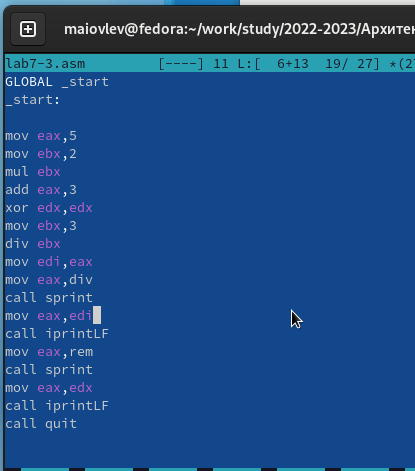 maiovlev@fedora:~/work/study/2022-2023/Архите
lab7-3.asm [----] 11 L:[ 6+13 19/ 27] *(2
GLOBAL _start
_start:
mov eax,5
mov ebx,2
mul ebx
add eax,3
xor edx,edx
mov ebx,3
div ebx
mov edi,eax
mov eax,div
call sprint
mov eax,edi
call iprintLF
mov eax,rem
call sprint
mov eax,edx
call iprintLF
call quit